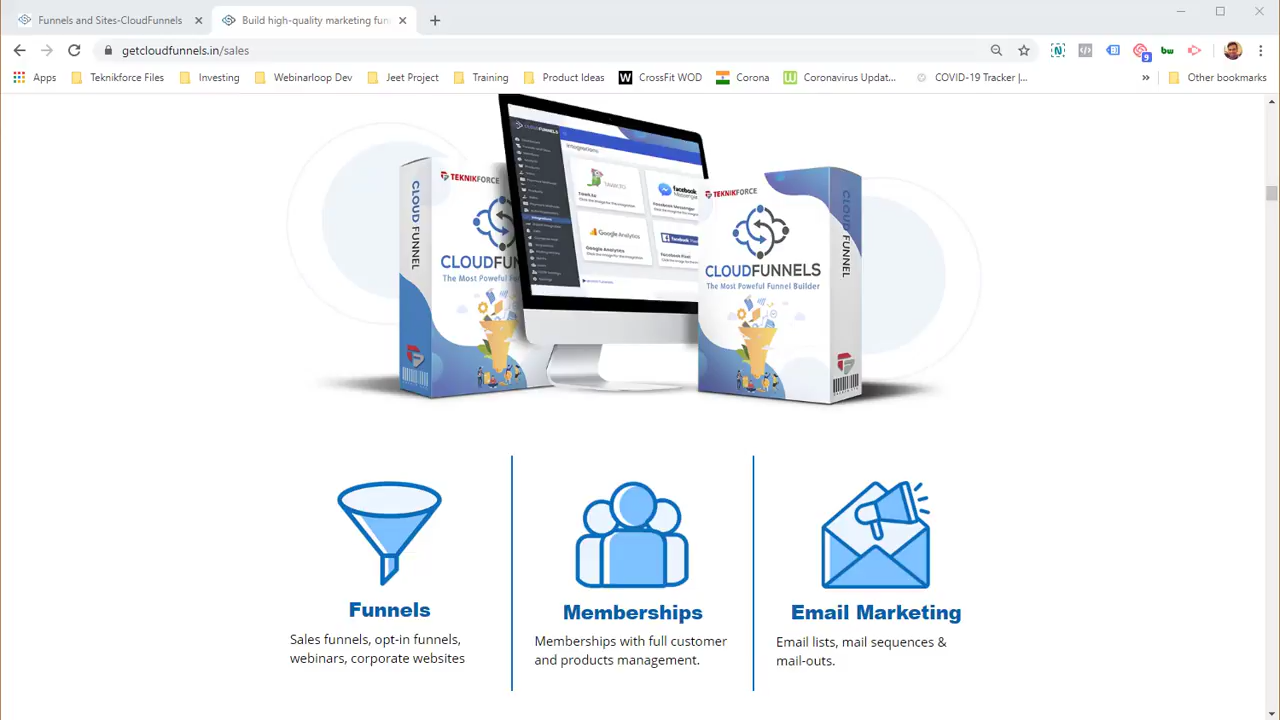 Funnels and Sites-CloudFunnels
Build high-quality marketing fun
getcloudfunnels.in/sales
9
Apps
Teknikforce Files
Investing
Webinarloop Dev
Jeet Project
Training
Product Ideas
CrossFit WOD
Corona
Coronavirus Updat...
COVID-19 Tracker |...
»
Other bookmarks
TEKNIKFORCE
CLOUD FUNNEL
CLOUDFUN
The Most Poweful Fu
Integrations
Google Analytics
facebook
Messenger
TEKNIKFORCE
CLOUDFUNNELS
The Most Poweful Funnel Builder
CLOUD FUNNEL
Funnels
Sales funnels, opt-in funnels,
webinars, corporate websites
Memberships
Memberships with full customer
and products management.
Email Marketing
Email lists, mail sequences &
mail-outs.